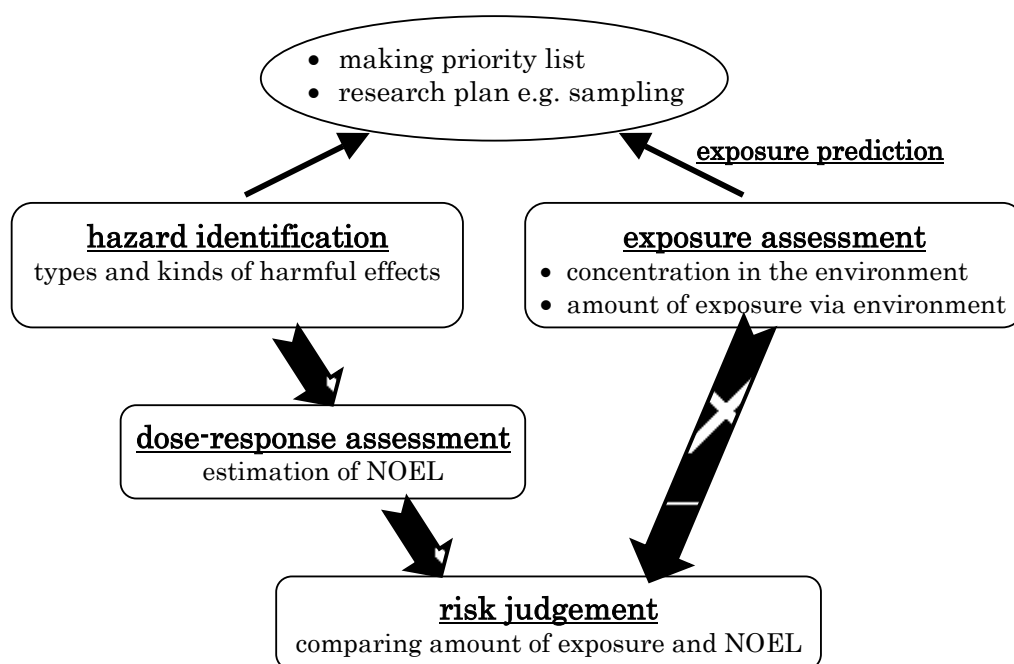 • making priority list
• research plan e.g. sampling
exposure prediction
hazard identification
types and kinds of harmful effects
exposure assessment
• concentration in the environment
• amount of exposure via environment
dose-response assessment
estimation of NOEL
risk judgement
comparing amount of exposure and NOEL